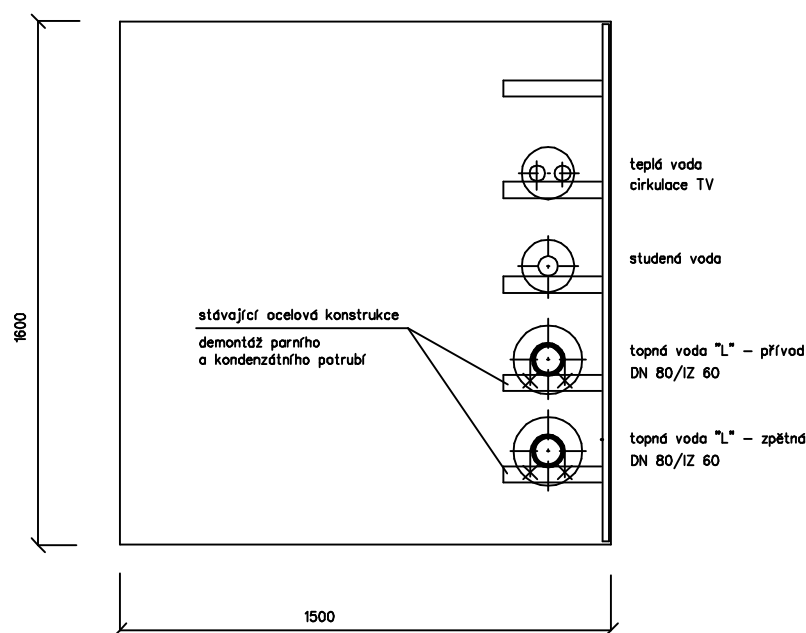 teplá voda
cirkulace TV
studená voda
1600
stávající ocelová konstrukce
demontáž parního
a kondenzátního potrubí
topná voda "L" – přívod
DN 80/IZ 60
topná voda "L" – zpětná
DN 80/IZ 60
1500